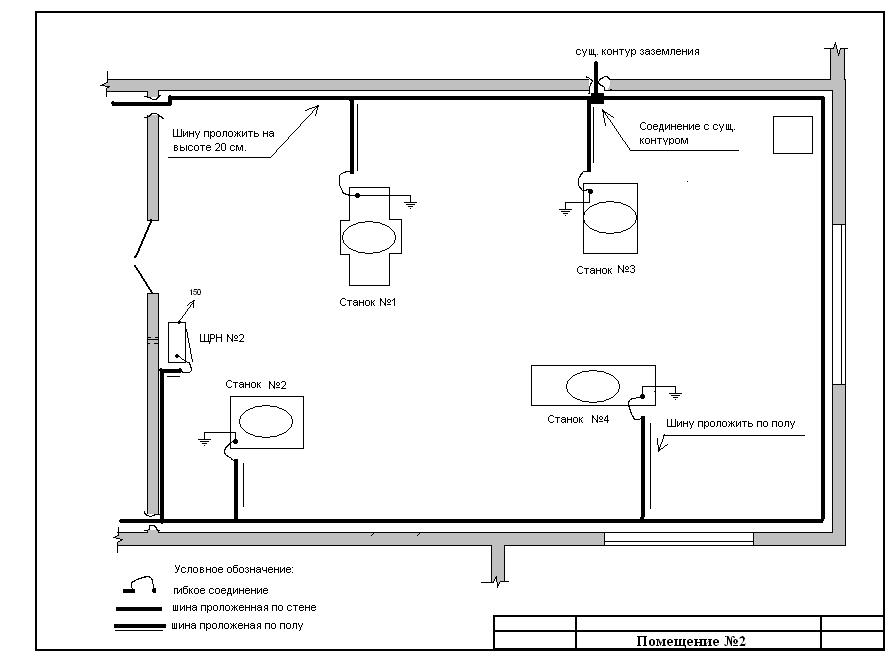 сущ. контур заземления
Шину проложить на
высоте 20 см.
Соединение с сущ.
контуром
Станок №3
Станок №1
150
ЩРН №2
Станок №2
Станок №4
Шину проложить по полу
Условное обозначение:
гибкое соединение
шина проложенная по стене
шина проложеная по полу
Помещение №2